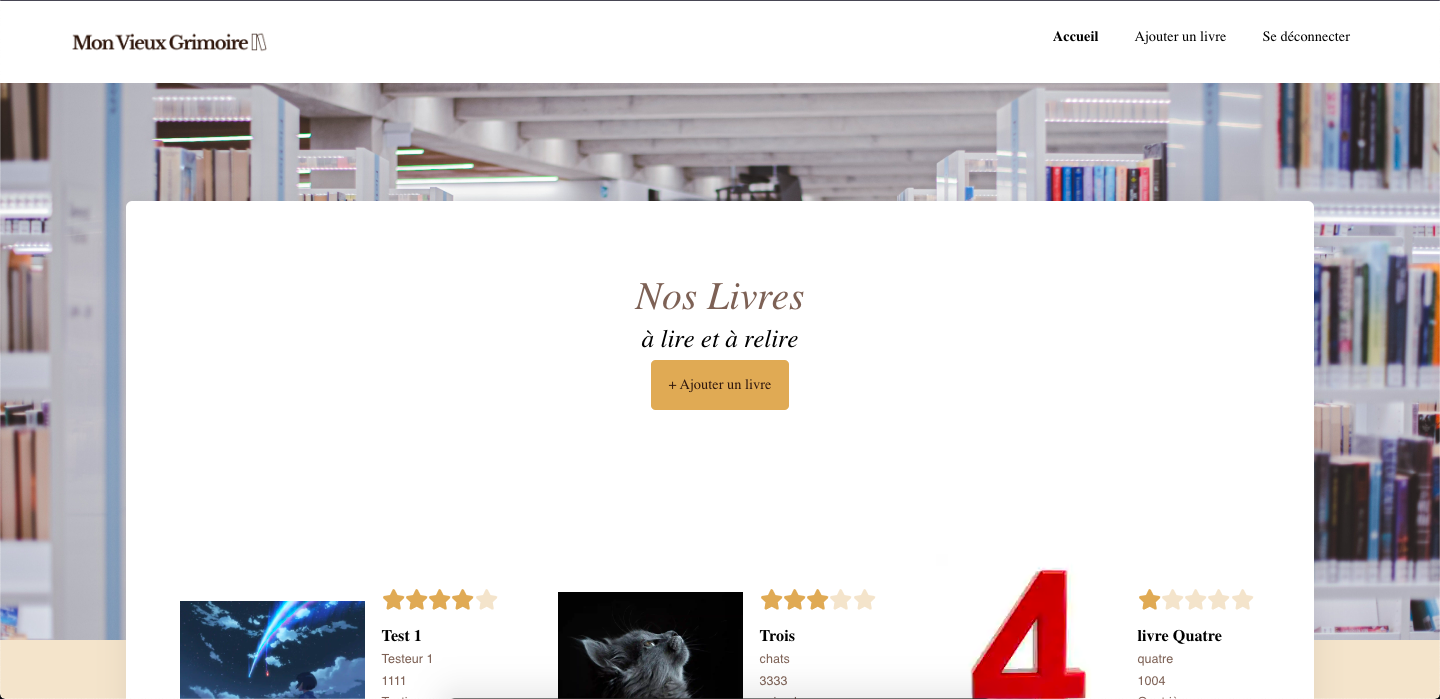 Mon Vieux Grimoire
Accueil Ajouter un livre Se déconnecter
Nos Livres
à lire et à relire
+ Ajouter un livre
Test 1
Testeur 1
1111
Trois
chats
3333
4
livre Quatre
quatre
1004